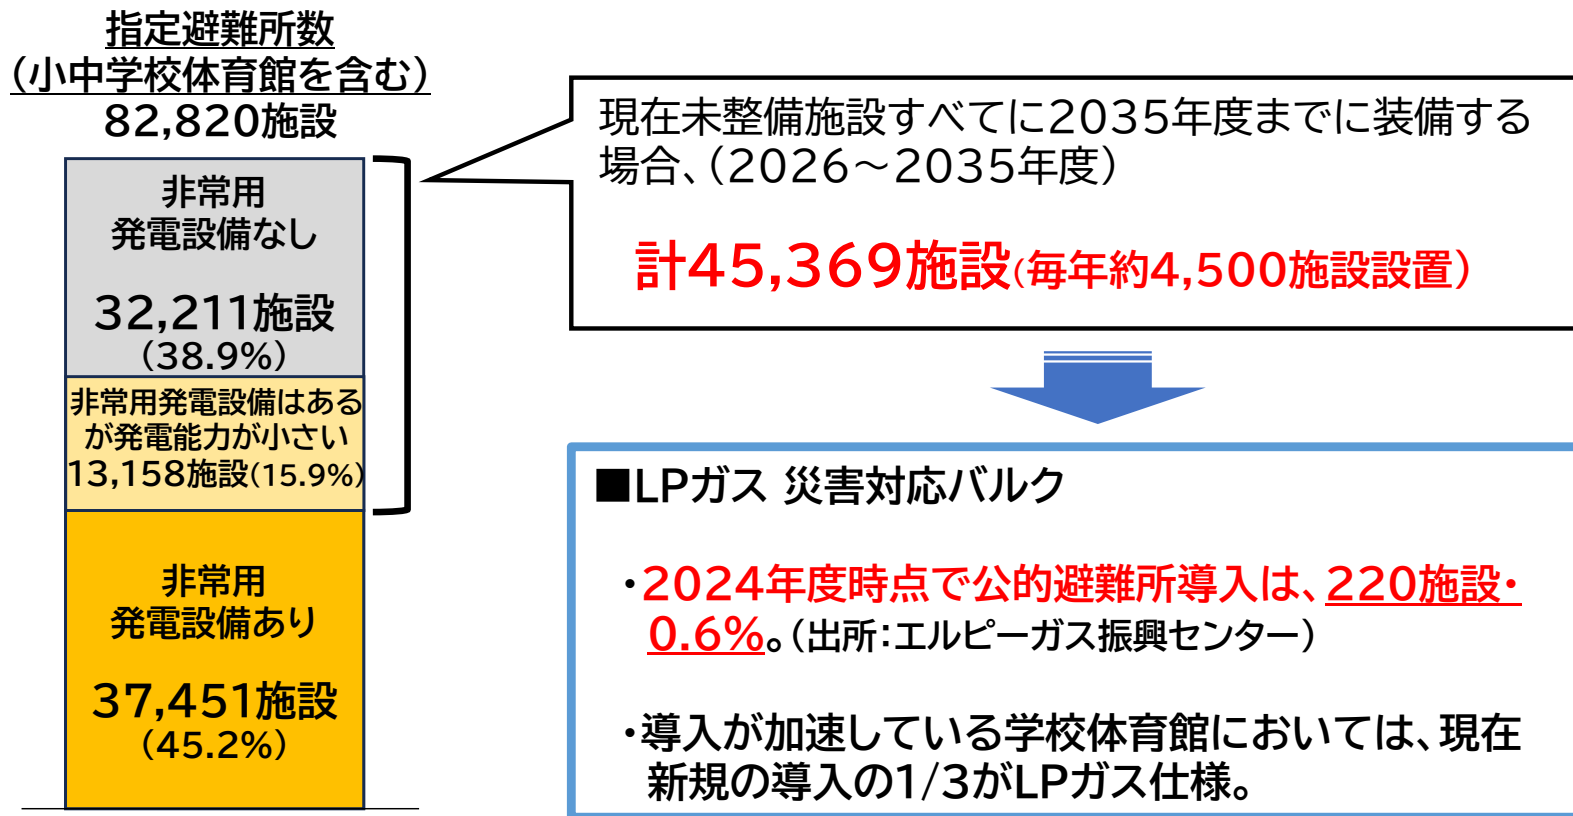 指定避難所数
(小中学校体育館を含む)
82,820施設
非常用
発電設備なし
32,211施設
(38.9%)
非常用発電設備はある
が発電能力が小さい
13,158施設(15.9%)
非常用
発電設備あり
37,451施設
(45.2%)
現在未整備施設すべてに2035年度までに装備する
場合、(2026～2035年度)
計45,369施設(毎年約4,500施設設置)
■LPガス 災害対応バルク
・2024年度時点で公的避難所導入は、220施設・
0.6%。(出所：エルピーガス振興センター)
・導入が加速している学校体育館においては、現在
新規の導入の1/3がLPガス仕様。